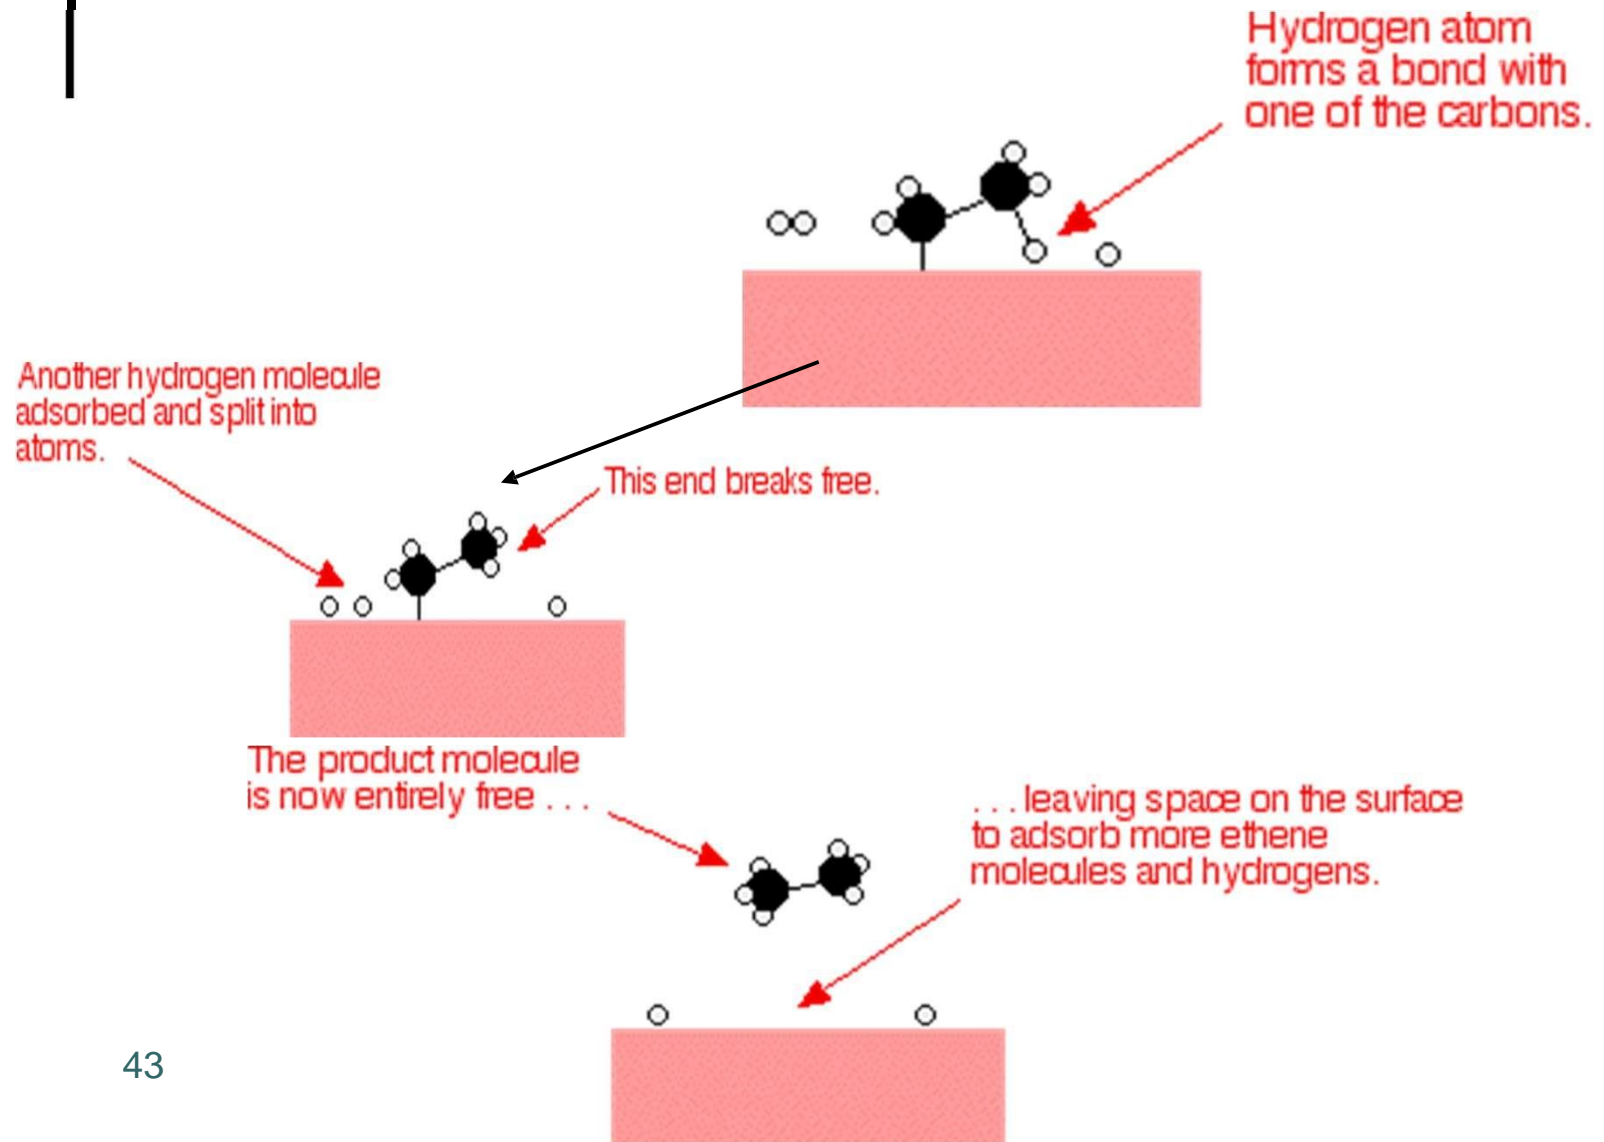 Hydrogen atom
forms a bond with
one of the carbons.
Another hydrogen molecule
adsorbed and split into
atoms.
This end breaks free.
The product molecule
is now entirely free . . .
. . . leaving space on the surface
to adsorb more ethene
molecules and hydrogens.
43